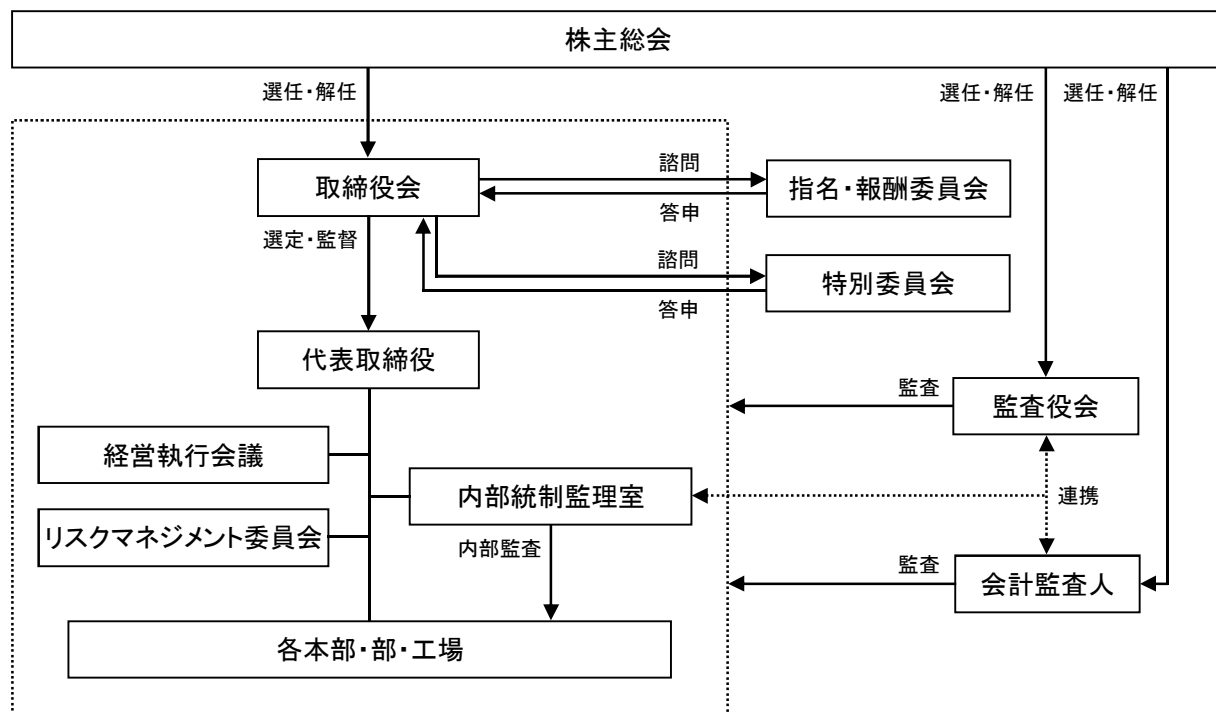 株主総会
選任・解任
選任・解任
選任・解任
取締役会
諮問
答申
指名・報酬委員会
選定・監督
諮問
答申
特別委員会
代表取締役
監査
監査役会
経営執行会議
内部統制監理室
連携
リスクマネジメント委員会
内部監査
監査
会計監査人
各本部・部・工場